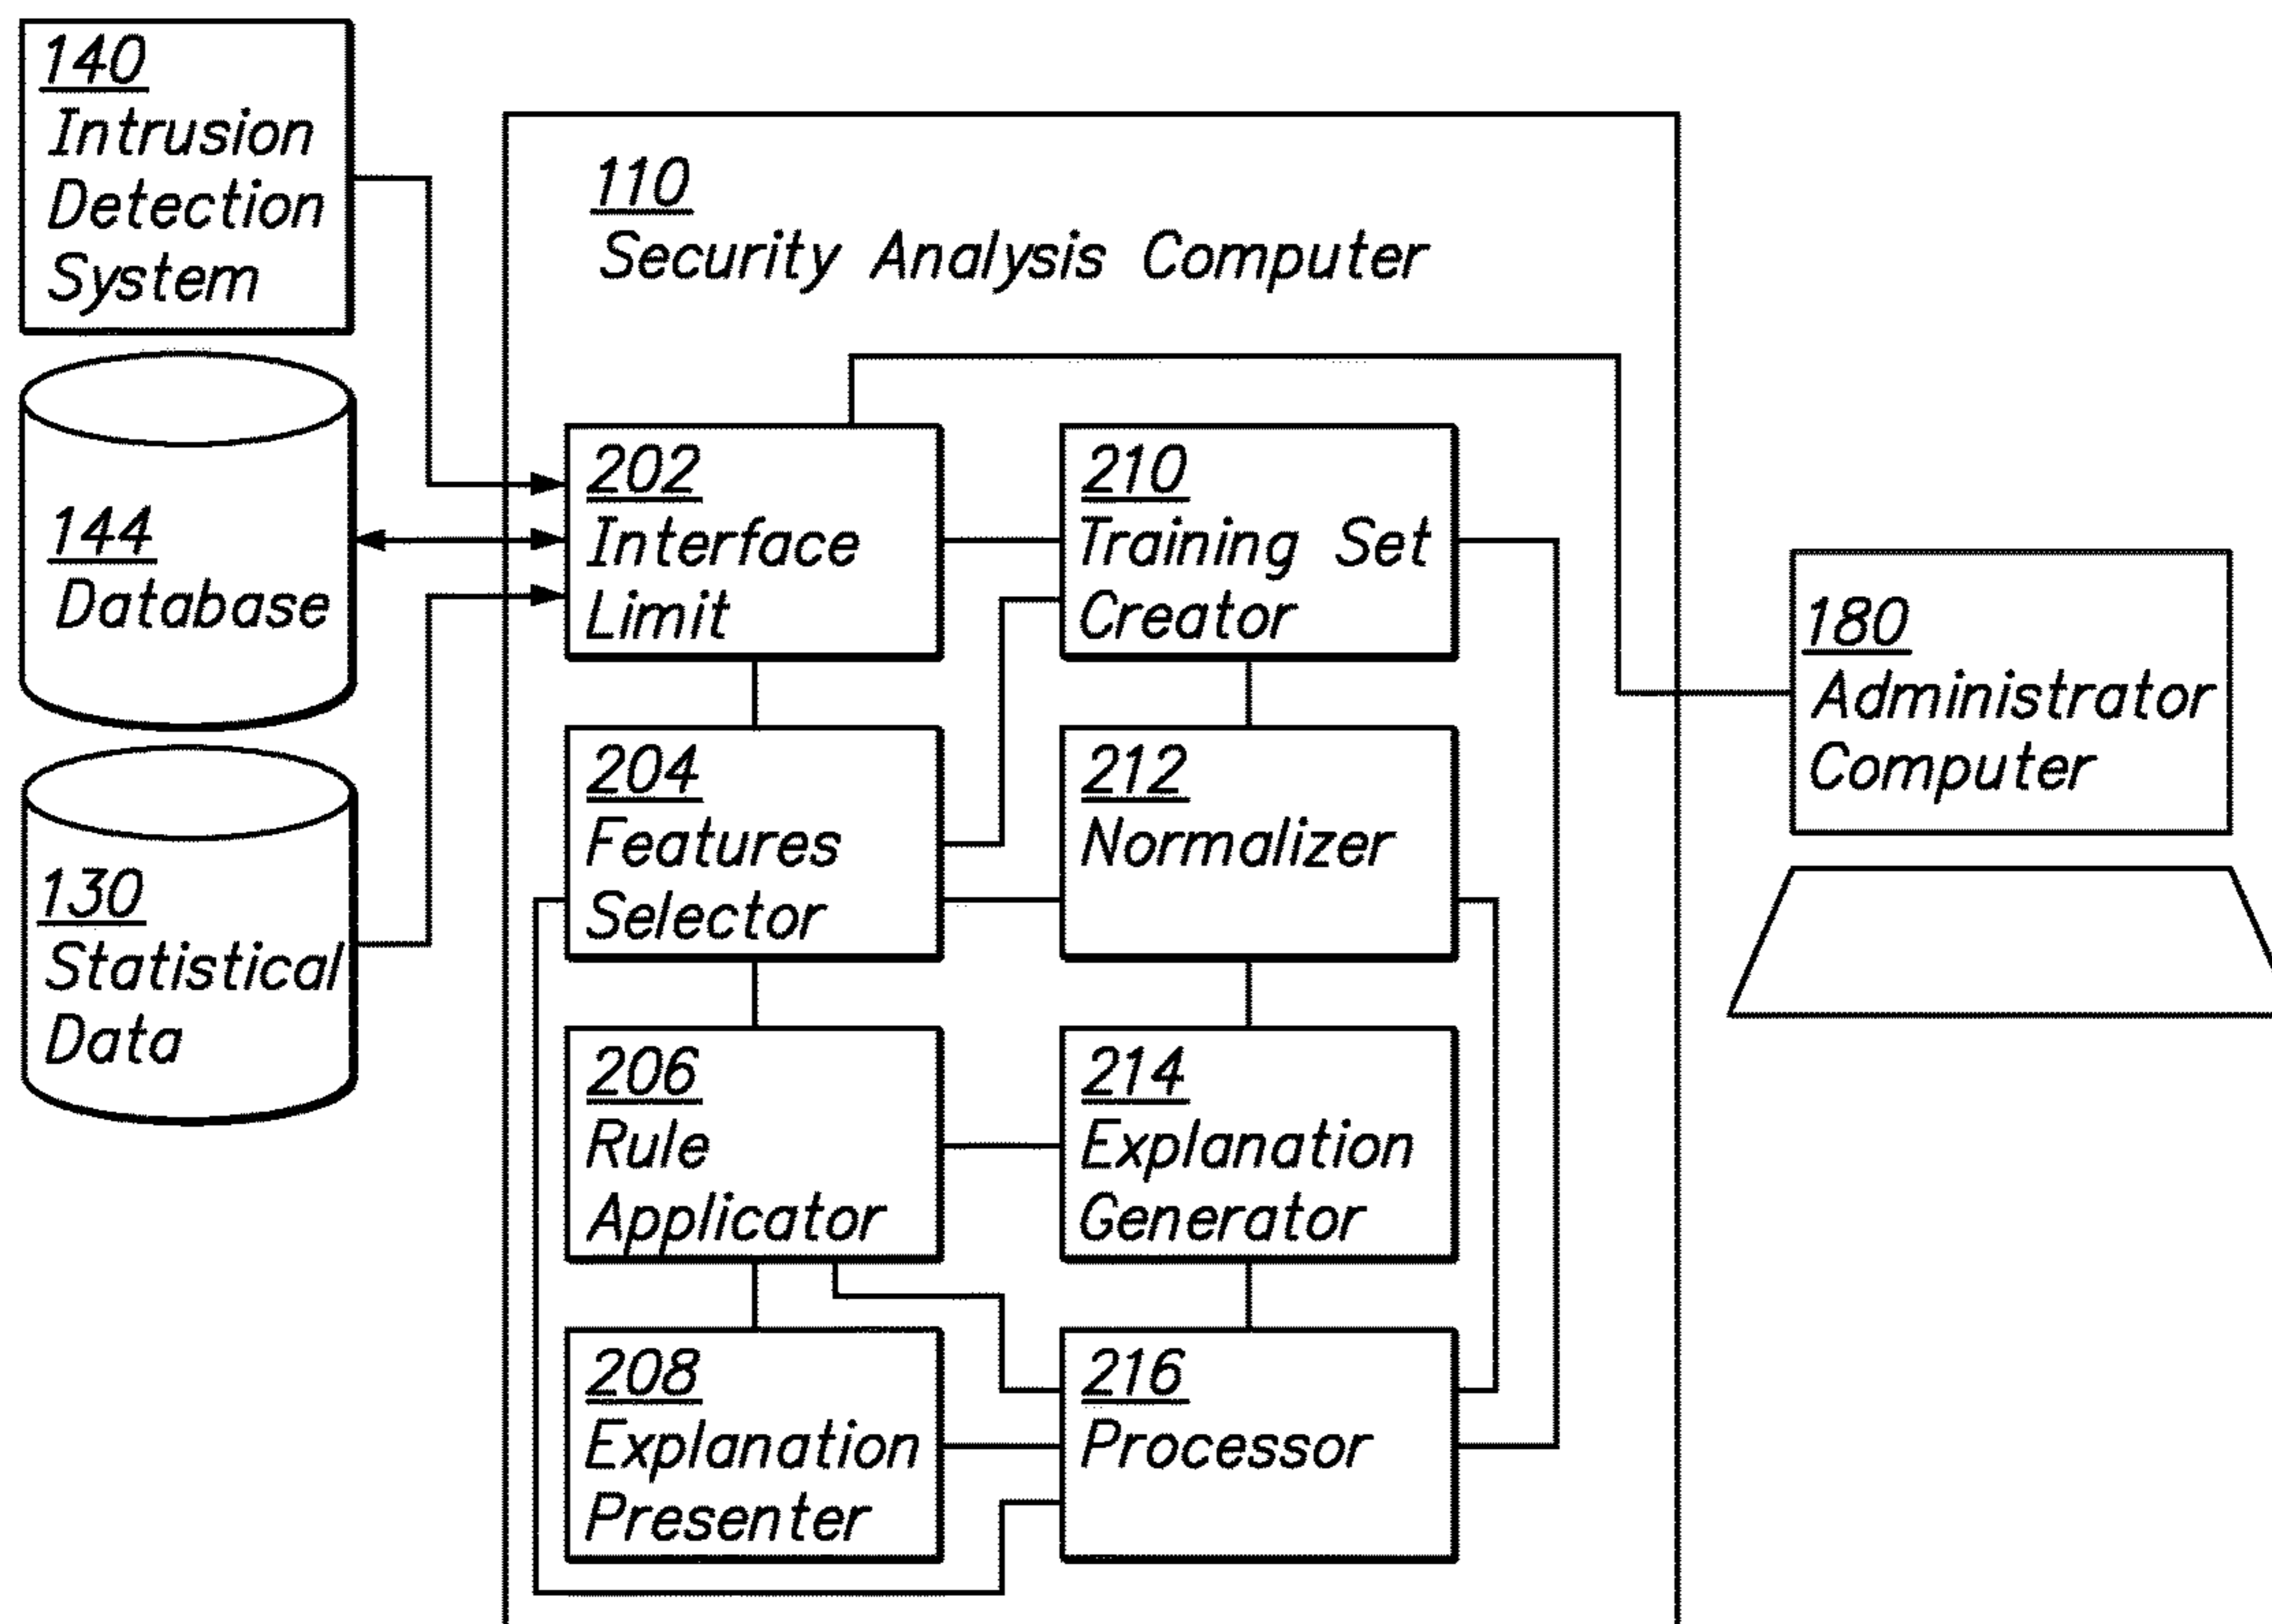 140
Intrusion
Detection
System
144
Database
130
Statistical
Data
110
Security Analysis Computer
202
Interface
Limit
204
Features
Selector
206
Rule
Applicator
208
Explanation
Presenter
210
Training Set
Creator
212
Normalizer
214
Explanation
Generator
216
Processor
180
Administrator
Computer